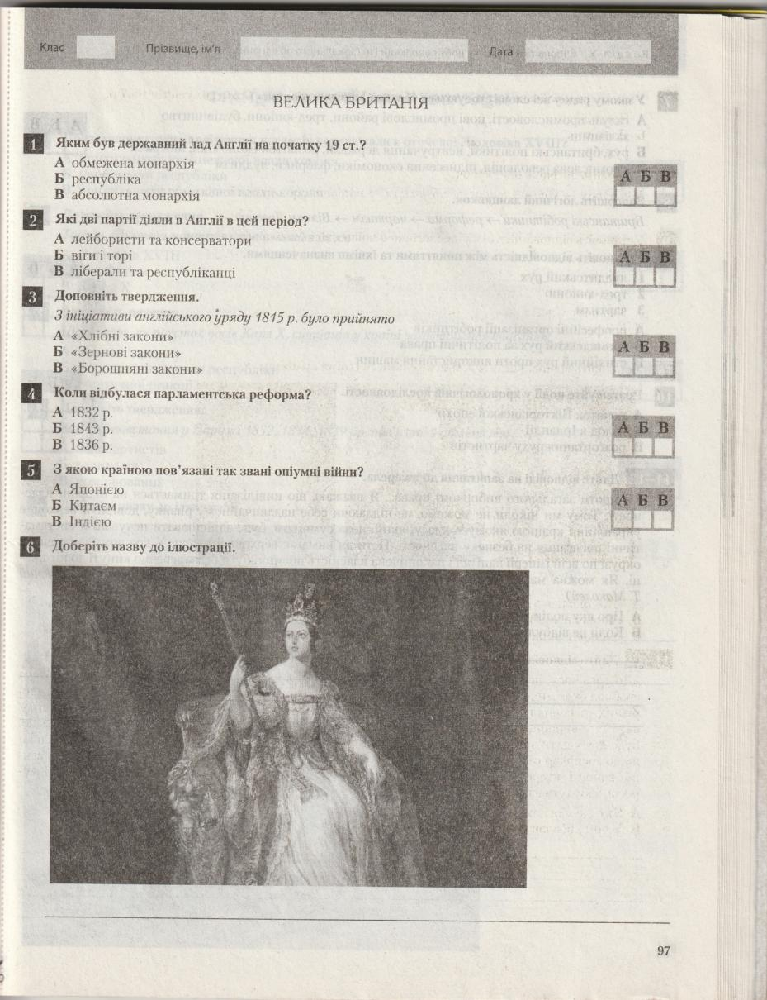 Клас Прізвище, ім’я Дата
ВЕЛИКА БРИТАНІЯ
1 Яким був державний лад Англії на початку 19 ст.?
А обмежена монархія
Б республіка
В абсолютна монархія
А Б В
2 Які дві партії діяли в Англії в цей період?
А лейбористи та консерватори
Б віги і торі
В ліберали та республіканці
А Б В
3 Доповніть твердження.
З ініціативи англійського уряду 1815 р. було прийнято
А «Хлібні закони»
Б «Зернові закони»
В «Борошняні закони»
А Б В
4 Коли відбулася парламентська реформа?
А 1832 р.
Б 1843 р.
В 1836 р.
А Б В
5 З якою країною пов’язані так звані опіумні війни?
А Японією
Б Китаєм
В Індією
А Б В
6 Доберіть назву до ілюстрації.
97